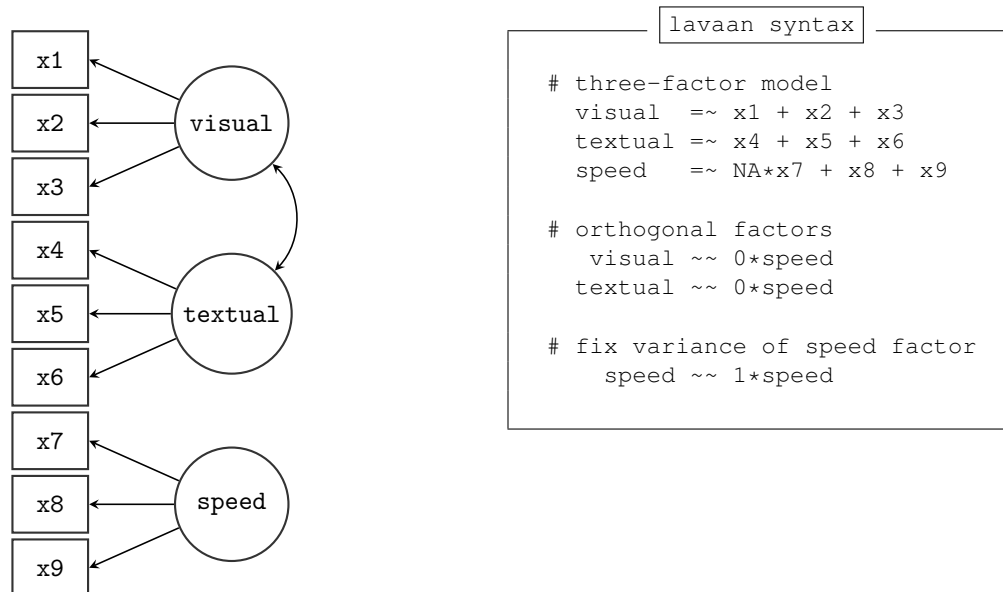 x1
x2
x3
x4
x5
x6
x7
x8
x9
visual
textual
speed
lavaan syntax
# three-factor model
visual =~ x1 + x2 + x3
textual =~ x4 + x5 + x6
speed =~ NA*x7 + x8 + x9
# orthogonal factors
visual ~~ 0*speed
textual ~~ 0*speed
# fix variance of speed factor
speed ~~ 1*speed